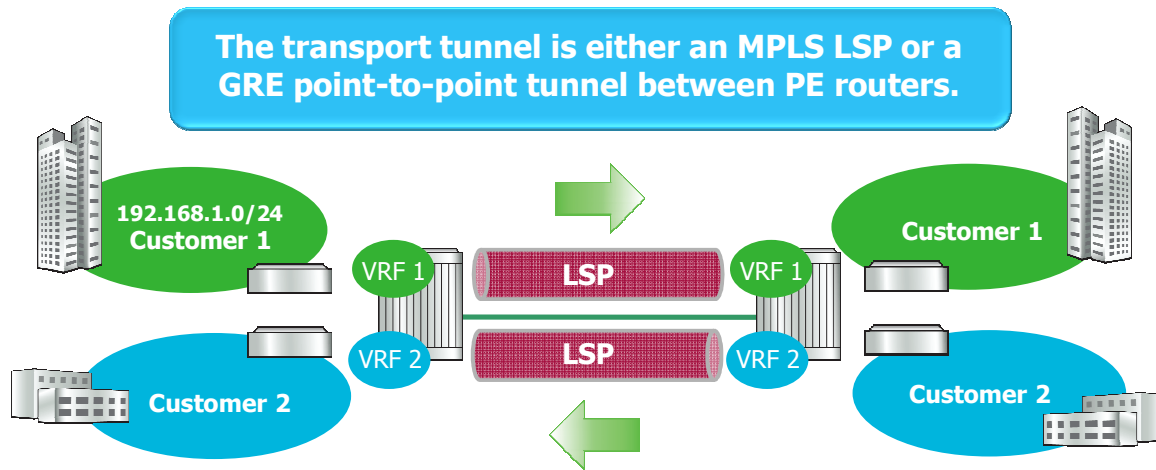 The transport tunnel is either an MPLS LSP or a
GRE point-to-point tunnel between PE routers.
192.168.1.0/24
Customer 1
Customer 1
VRF 1
LSP
VRF 1
VRF 2
LSP
VRF 2
Customer 2
Customer 2